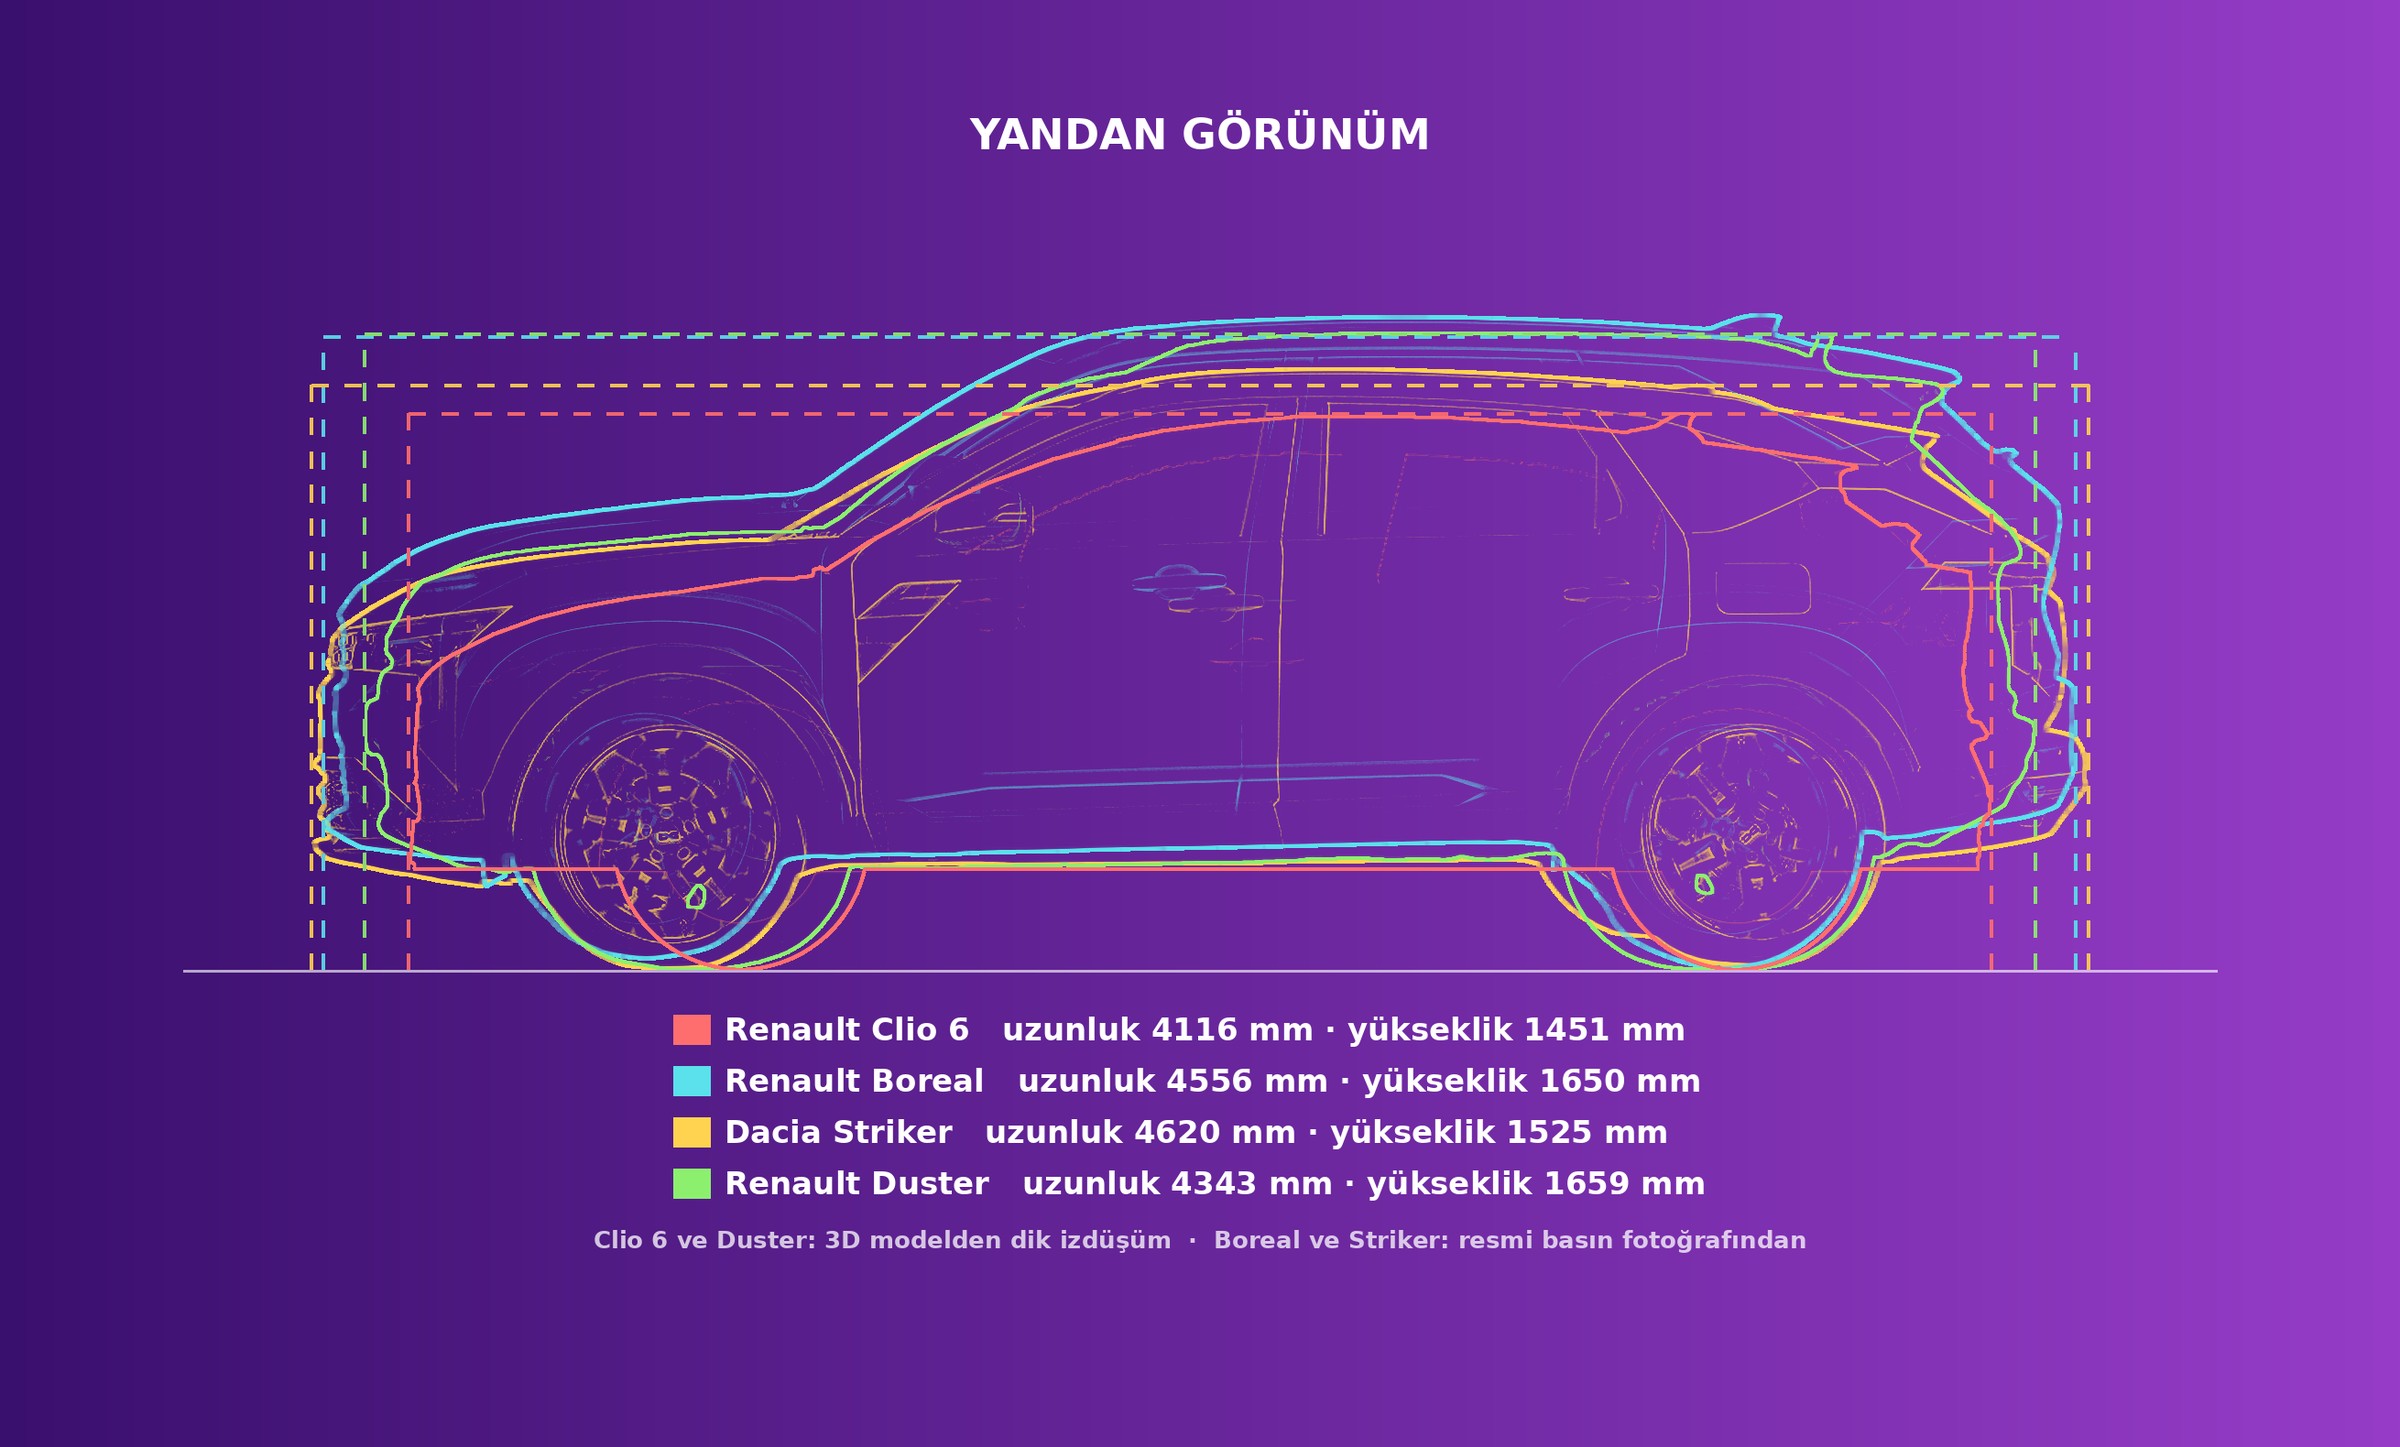 YANDAN GÖRÜNÜM
Renault Clio 6 uzunluk 4116 mm · yükseklik 1451 mm
Renault Boreal uzunluk 4556 mm · yükseklik 1650 mm
Dacia Striker uzunluk 4620 mm · yükseklik 1525 mm
Renault Duster uzunluk 4343 mm · yükseklik 1659 mm
Clio 6 ve Duster: 3D modelden dik izdüşüm · Boreal ve Striker: resmi basın fotoğrafından